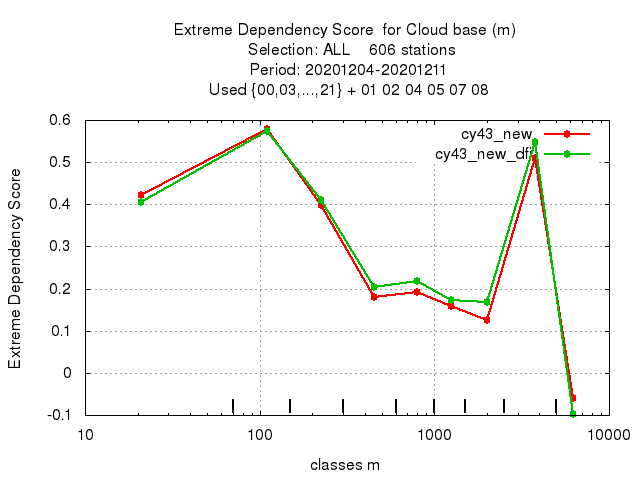 Extreme Dependency Score  for Cloud base (m)
Selection: ALL    606 stations
Period: 20201204-20201211
Used {00,03,...,21} + 01 02 04 05 07 08
cy43_new
cy43_new_dfi
Extreme Dependency Score
0.6
0.5
0.4
0.3
0.2
0.1
0
-0.1
10
100
1000
10000
classes m